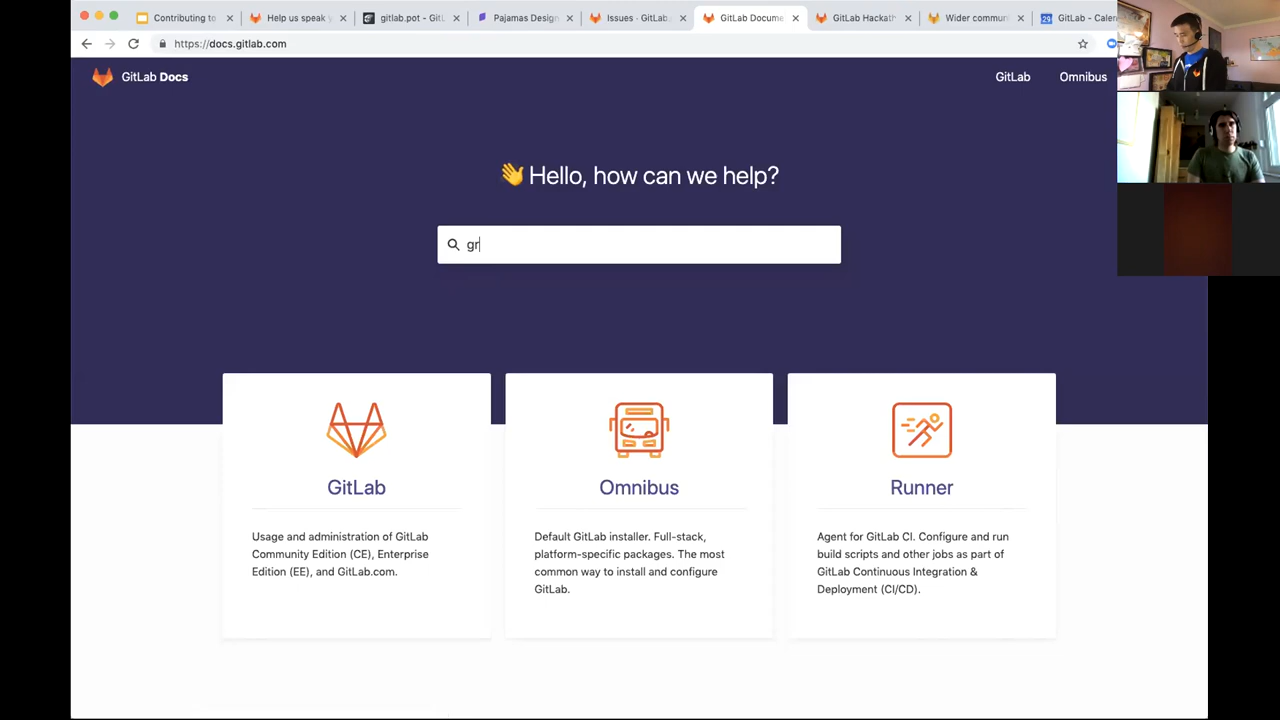 Contributing to
Help us speak y
gitlab.pot - GitL
Pajamas Design
Issues · GitLab.
GitLab Docume
GitLab Hackath
Wider commun
29
GitLab - Calen
https://docs.gitlab.com
GitLab Docs
GitLab
Omnibus
👋 Hello, how can we help?
gr
GitLab
Usage and administration of GitLab
Community Edition (CE), Enterprise
Edition (EE), and GitLab.com.
Omnibus
Default GitLab installer. Full-stack,
platform-specific packages. The most
common way to install and configure
GitLab.
Runner
Agent for GitLab CI. Configure and run
build scripts and other jobs as part of
GitLab Continuous Integration &
Deployment (CI/CD).